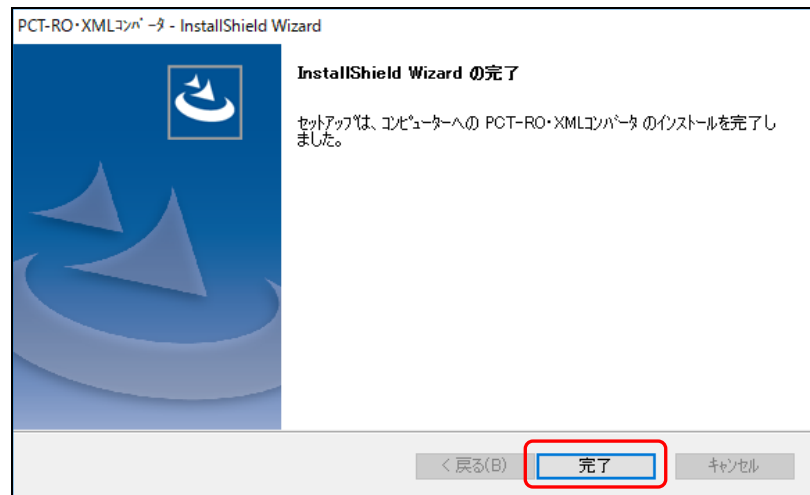 PCT-RO・XMLｺﾝﾊﾞｰﾀ - InstallShield Wizard
InstallShield Wizard の完了
セットアップは、コンピューターへの PCT-RO・XMLコンバータ のインストールを完了し
ました。
< 戻る(B)
完了
キャンセル